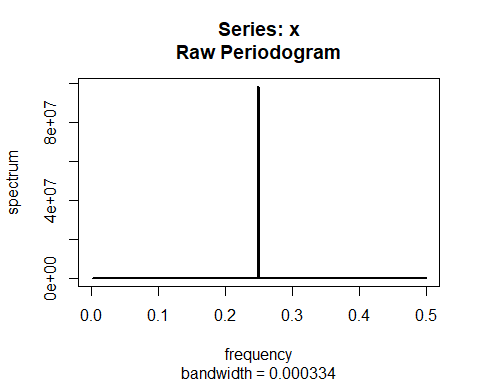 Series: x
Raw Periodogram
spectrum
0e+00 4e+07 8e+07
0.0 0.1 0.2 0.3 0.4 0.5
frequency
bandwidth = 0.000334